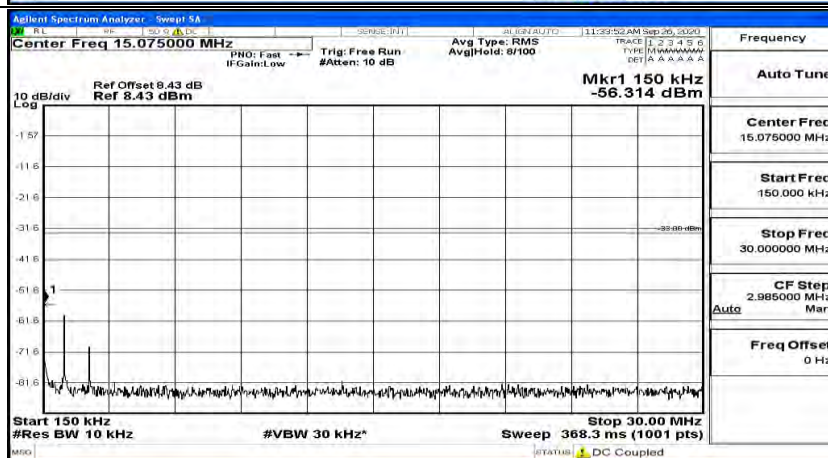 Agilent Spectrum Analyzer - Swept SA
RL RF 50 Ω DC SENSE:INT ALIGN AUTO 11:33:52 AM Sep 26, 2020
Center Freq 15.075000 MHz
PNO: Fast
IFGain:Low
Trig: Free Run
#Atten: 10 dB
Avg Type: RMS
Avg|Hold: 8/100
TRACE 1 2 3 4 5 6
TYPE M WWWWW
DET A A A A A A
Ref Offset 8.43 dB
10 dB/div Ref 8.43 dBm
Log
Mkr1 150 kHz
-56.314 dBm
-1.57
-11.6
-21.6
-31.6
-33.00 dBm
-41.6
-51.6
1
-61.6
-71.6
-81.6
Start 150 kHz
#Res BW 10 kHz
#VBW 30 kHz*
Stop 30.00 MHz
Sweep 368.3 ms (1001 pts)
MSG
STATUS DC Coupled
Frequency
Auto Tune
Center Freq
15.075000 MHz
Start Freq
150.000 kHz
Stop Freq
30.000000 MHz
CF Step
2.985000 MHz
Auto Man
Freq Offset
0 Hz